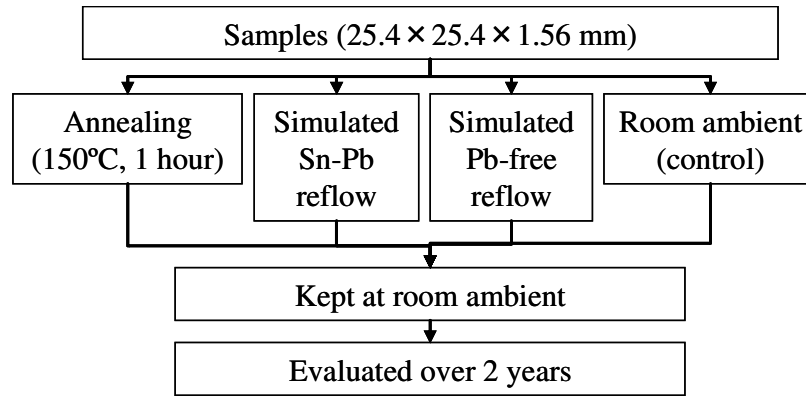 Samples (25.4 × 25.4 × 1.56 mm)
Annealing
(150ºC, 1 hour)
Simulated
Sn-Pb
reflow
Simulated
Pb-free
reflow
Room ambient
(control)
Kept at room ambient
Evaluated over 2 years